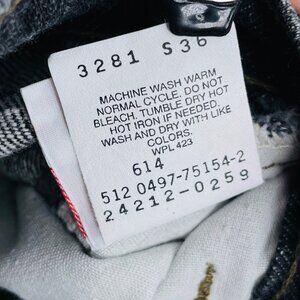 3281 S36
MACHINE WASH WARM
NORMAL CYCLE. DO NOT
BLEACH. TUMBLE DRY HOT
HOT IRON IF NEEDED.
WASH AND DRY WITH LIKE
COLORS.
WPL 423
614
512 0497-75154-2
24212-0259